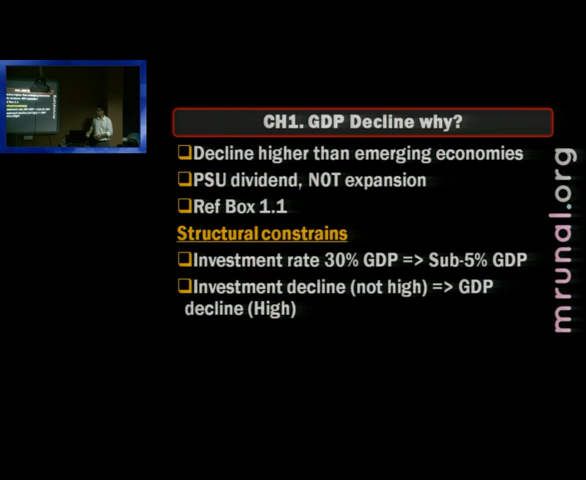 CH1. GDP Decline why?
Decline higher than emerging economies
PSU dividend, NOT expansion
Ref Box 1.1
Structural constrains
Investment rate 30% GDP => Sub-5% GDP
Investment decline (not high) => GDP
decline (High)
mrunal.org